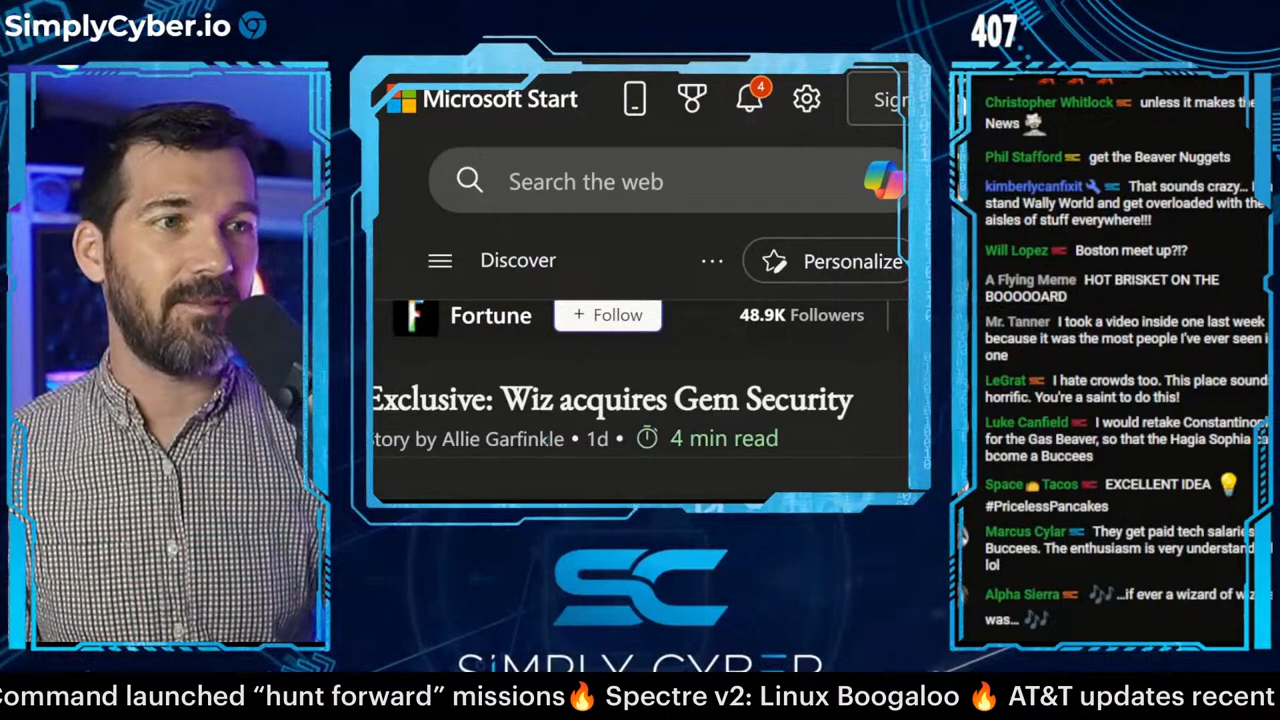 SimplyCyber.io
407
Microsoft Start
4
Search the web
Discover
Personalize
Fortune
+ Follow
48.9K Followers
Exclusive: Wiz acquires Gem Security
Story by Allie Garfinkle • 1d •
4 min read
SC
SIMPLY CYBER
Christopher Whitlock unless it makes the
News
Phil Stafford get the Beaver Nuggets
kimberlycanfixit That sounds crazy...
stand Wally World and get overloaded with the
aisles of stuff everywhere!!!
Will Lopez Boston meet up?!?
A Flying Meme HOT BRISKET ON THE
BOOOOOARD
Mr. Tanner I took a video inside one last week
because it was the most people I've ever seen
one
LeGrat I hate crowds too. This place sound
horrific. You're a saint to do this!
Luke Canfield I would retake Constantino
for the Gas Beaver, so that the Hagia Sophia
bcome a Buccees
Space Tacos EXCELLENT IDEA
#PricelessPancakes
Marcus Cylar They get paid tech salaries
Buccees. The enthusiasm is very understand
lol
Alpha Sierra ...if ever a wizard of
was...
Command launched “hunt forward” missions🔥 Spectre v2: Linux Boogaloo 🔥 AT&T updates recent